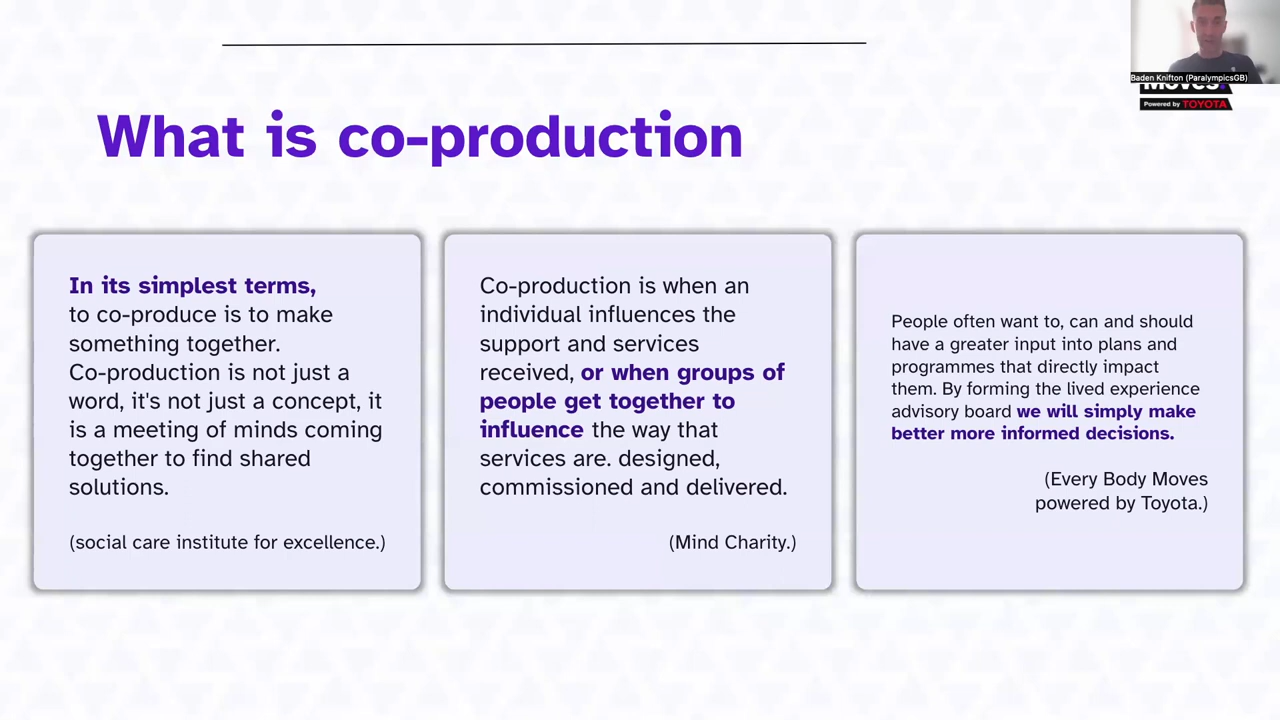 Baden Knifton (ParalympicsGB)
Moves.
Powered by TOYOTA
What is co-production
In its simplest terms,
to co-produce is to make
something together.
Co-production is not just a
word, it's not just a concept, it
is a meeting of minds coming
together to find shared
solutions.
(social care institute for excellence.)
Co-production is when an
individual influences the
support and services
received, or when groups of
people get together to
influence the way that
services are. designed,
commissioned and delivered.
(Mind Charity.)
People often want to, can and should
have a greater input into plans and
programmes that directly impact
them. By forming the lived experience
advisory board we will simply make
better more informed decisions.
(Every Body Moves
powered by Toyota.)